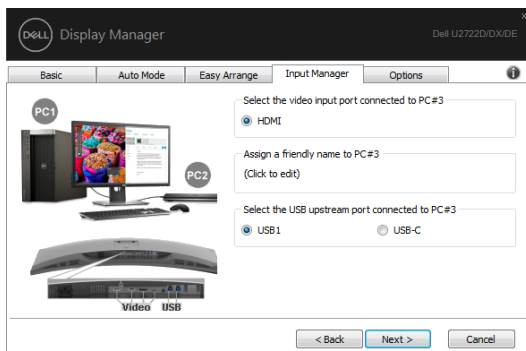 DELL Display Manager
Dell U2722D/DX/DE
x
Basic
Auto Mode
Easy Arrange
Input Manager
Options
i
PC1
PC2
Video USB
Select the video input port connected to PC#3
HDMI
Assign a friendly name to PC#3
(Click to edit)
Select the USB upstream port connected to PC#3
USB1
USB-C
< Back
Next >
Cancel